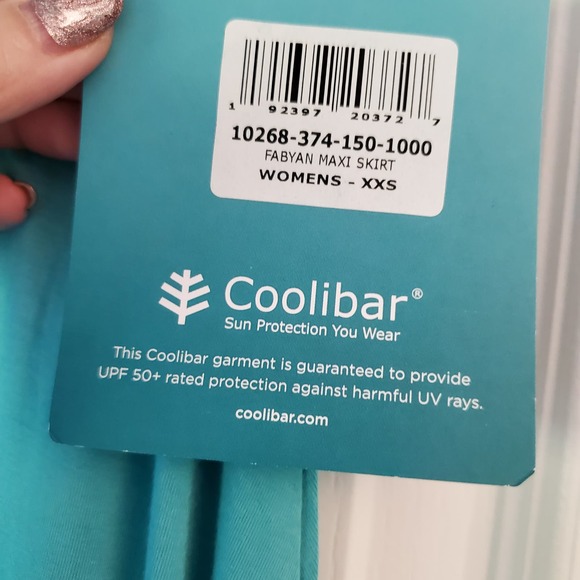 1 92397 20372 7
10268-374-150-1000
FABYAN MAXI SKIRT
WOMENS - XXS
Coolibar®
Sun Protection You Wear
This Coolibar garment is guaranteed to provide
UPF 50+ rated protection against harmful UV rays.
coolibar.com